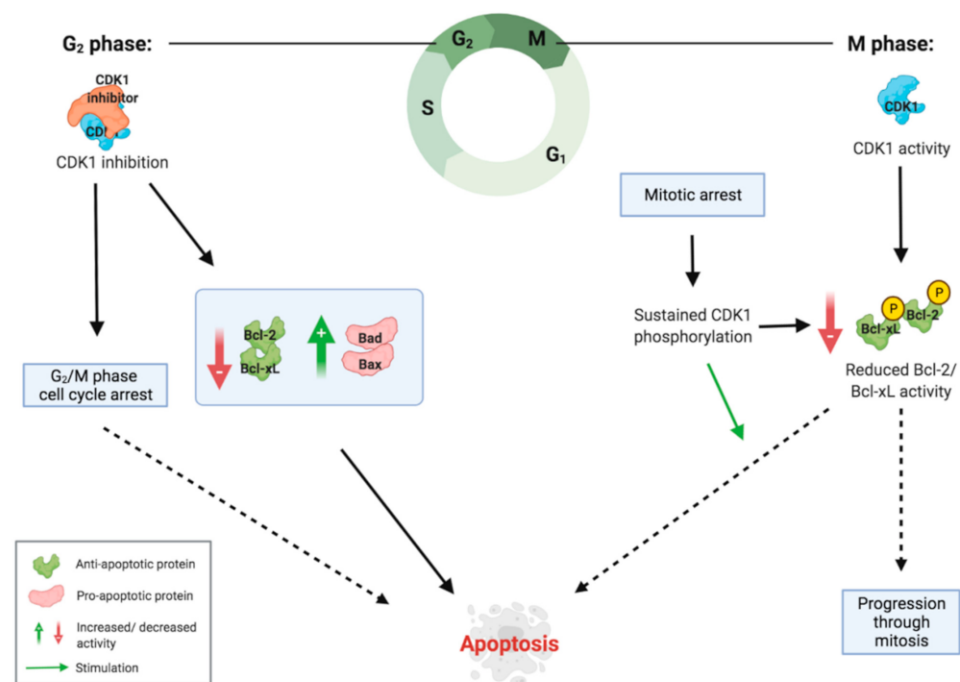 G₂ phase:
CDK1
inhibitor
CDK1
CDK1 inhibition
G₂
M
S
G₁
M phase:
CDK1
CDK1 activity
Mitotic arrest
Sustained CDK1
phosphorylation
-
P
P
Bcl-xL
Bcl-2
Reduced Bcl-2/
Bcl-xL activity
Bcl-2
Bcl-xL
-
+
Bad
Bax
G₂/M phase
cell cycle arrest
Anti-apoptotic protein
Pro-apoptotic protein
Increased/ decreased
activity
Stimulation
Apoptosis
Progression
through
mitosis